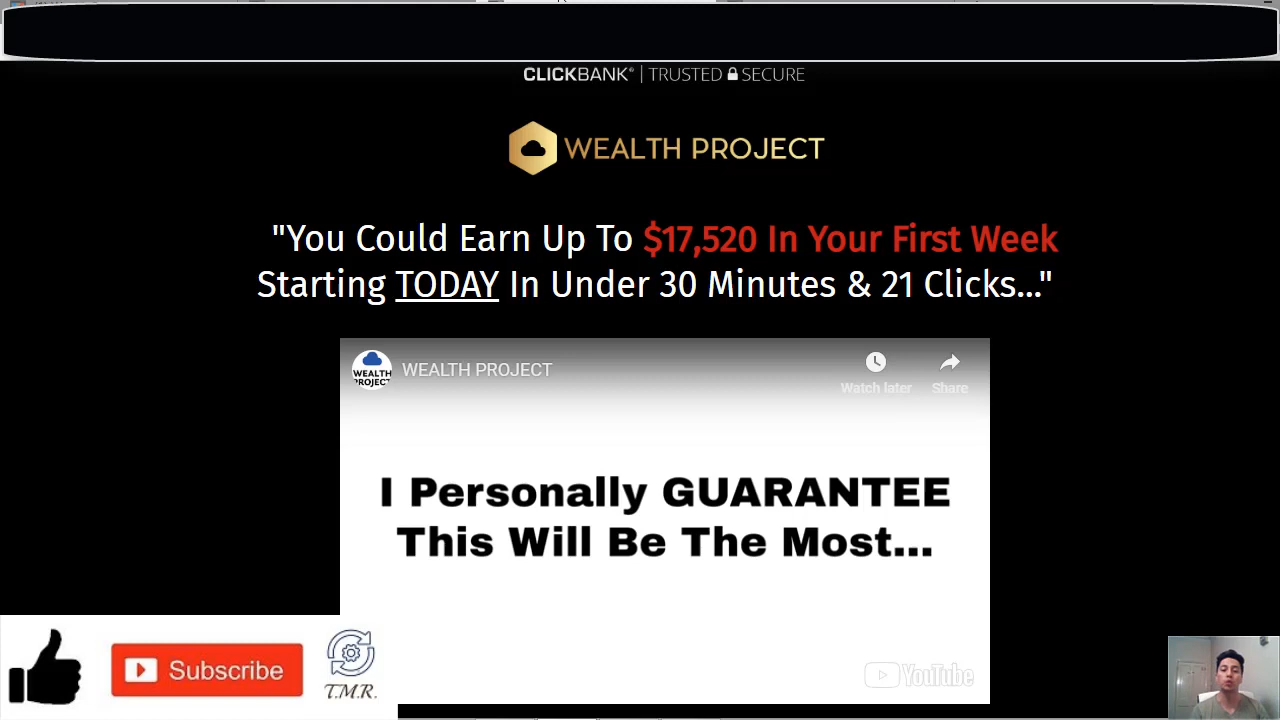 CLICKBANK® | TRUSTED SECURE
WEALTH PROJECT
"You Could Earn Up To $17,520 In Your First Week
Starting TODAY In Under 30 Minutes & 21 Clicks..."
WEALTH PROJECT
WEALTH PROJECT
Watch later
Share
I Personally GUARANTEE
This Will Be The Most...
YouTube
Subscribe
T.M.R.